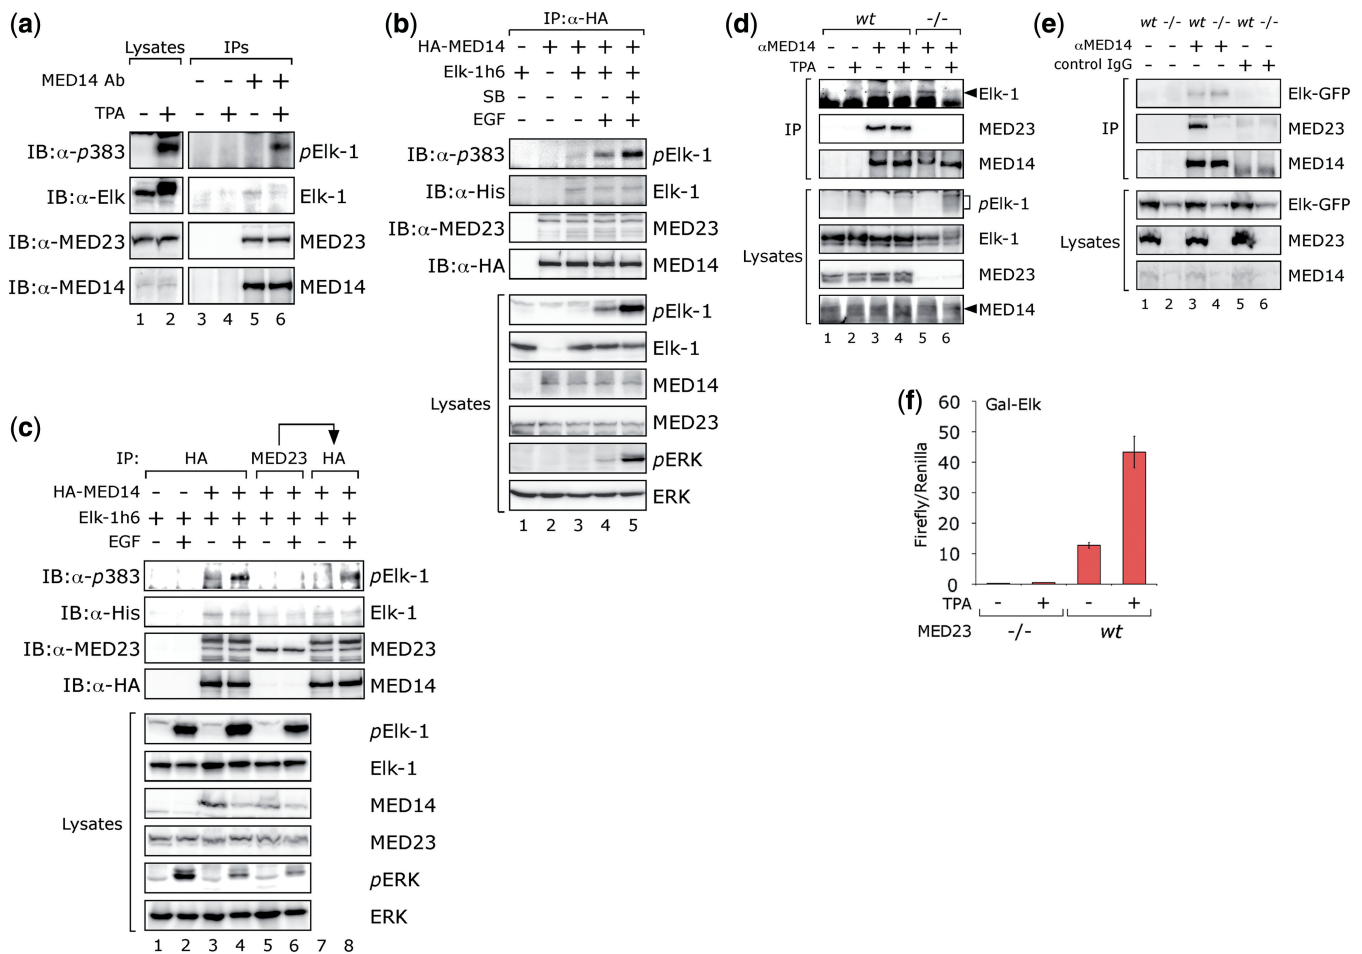 (a)
Lysates IPs
MED14 Ab - - + +
TPA - + - + - +
IB:α-p383 pElk-1
IB:α-Elk Elk-1
IB:α-MED23 MED23
IB:α-MED14 MED14
1 2 3 4 5 6
(b)
IP:α-HA
HA-MED14 - + + + +
Elk-1h6 + - + + +
SB +
EGF + +
IB:α-p383 pElk-1
IB:α-His Elk-1
IB:α-MED23 MED23
IB:α-HA MED14
Lysates
pElk-1
Elk-1
MED14
MED23
pERK
ERK
1 2 3 4 5
(c)
IP: HA MED23 HA
HA-MED14 - - + + + + + +
Elk-1h6 + + + + + + + +
EGF - + - + - + - +
IB:α-p383 pElk-1
IB:α-His Elk-1
IB:α-MED23 MED23
IB:α-HA MED14
Lysates
pElk-1
Elk-1
MED14
MED23
pERK
ERK
1 2 3 4 5 6 7 8
(d)
wt -/-
αMED14 - - + + + +
TPA - + - + - +
IP
Elk-1
MED23
MED14
Lysates
pElk-1
Elk-1
MED23
MED14
1 2 3 4 5 6
(e)
wt -/- wt -/- wt -/-
αMED14 - - + + - -
control IgG - - - - + +
IP
Elk-GFP
MED23
MED14
Lysates
Elk-GFP
MED23
MED14
1 2 3 4 5 6
(f)
Gal-Elk
Firefly/Renilla
60
50
40
30
20
10
0
TPA - + - +
MED23 -/- wt